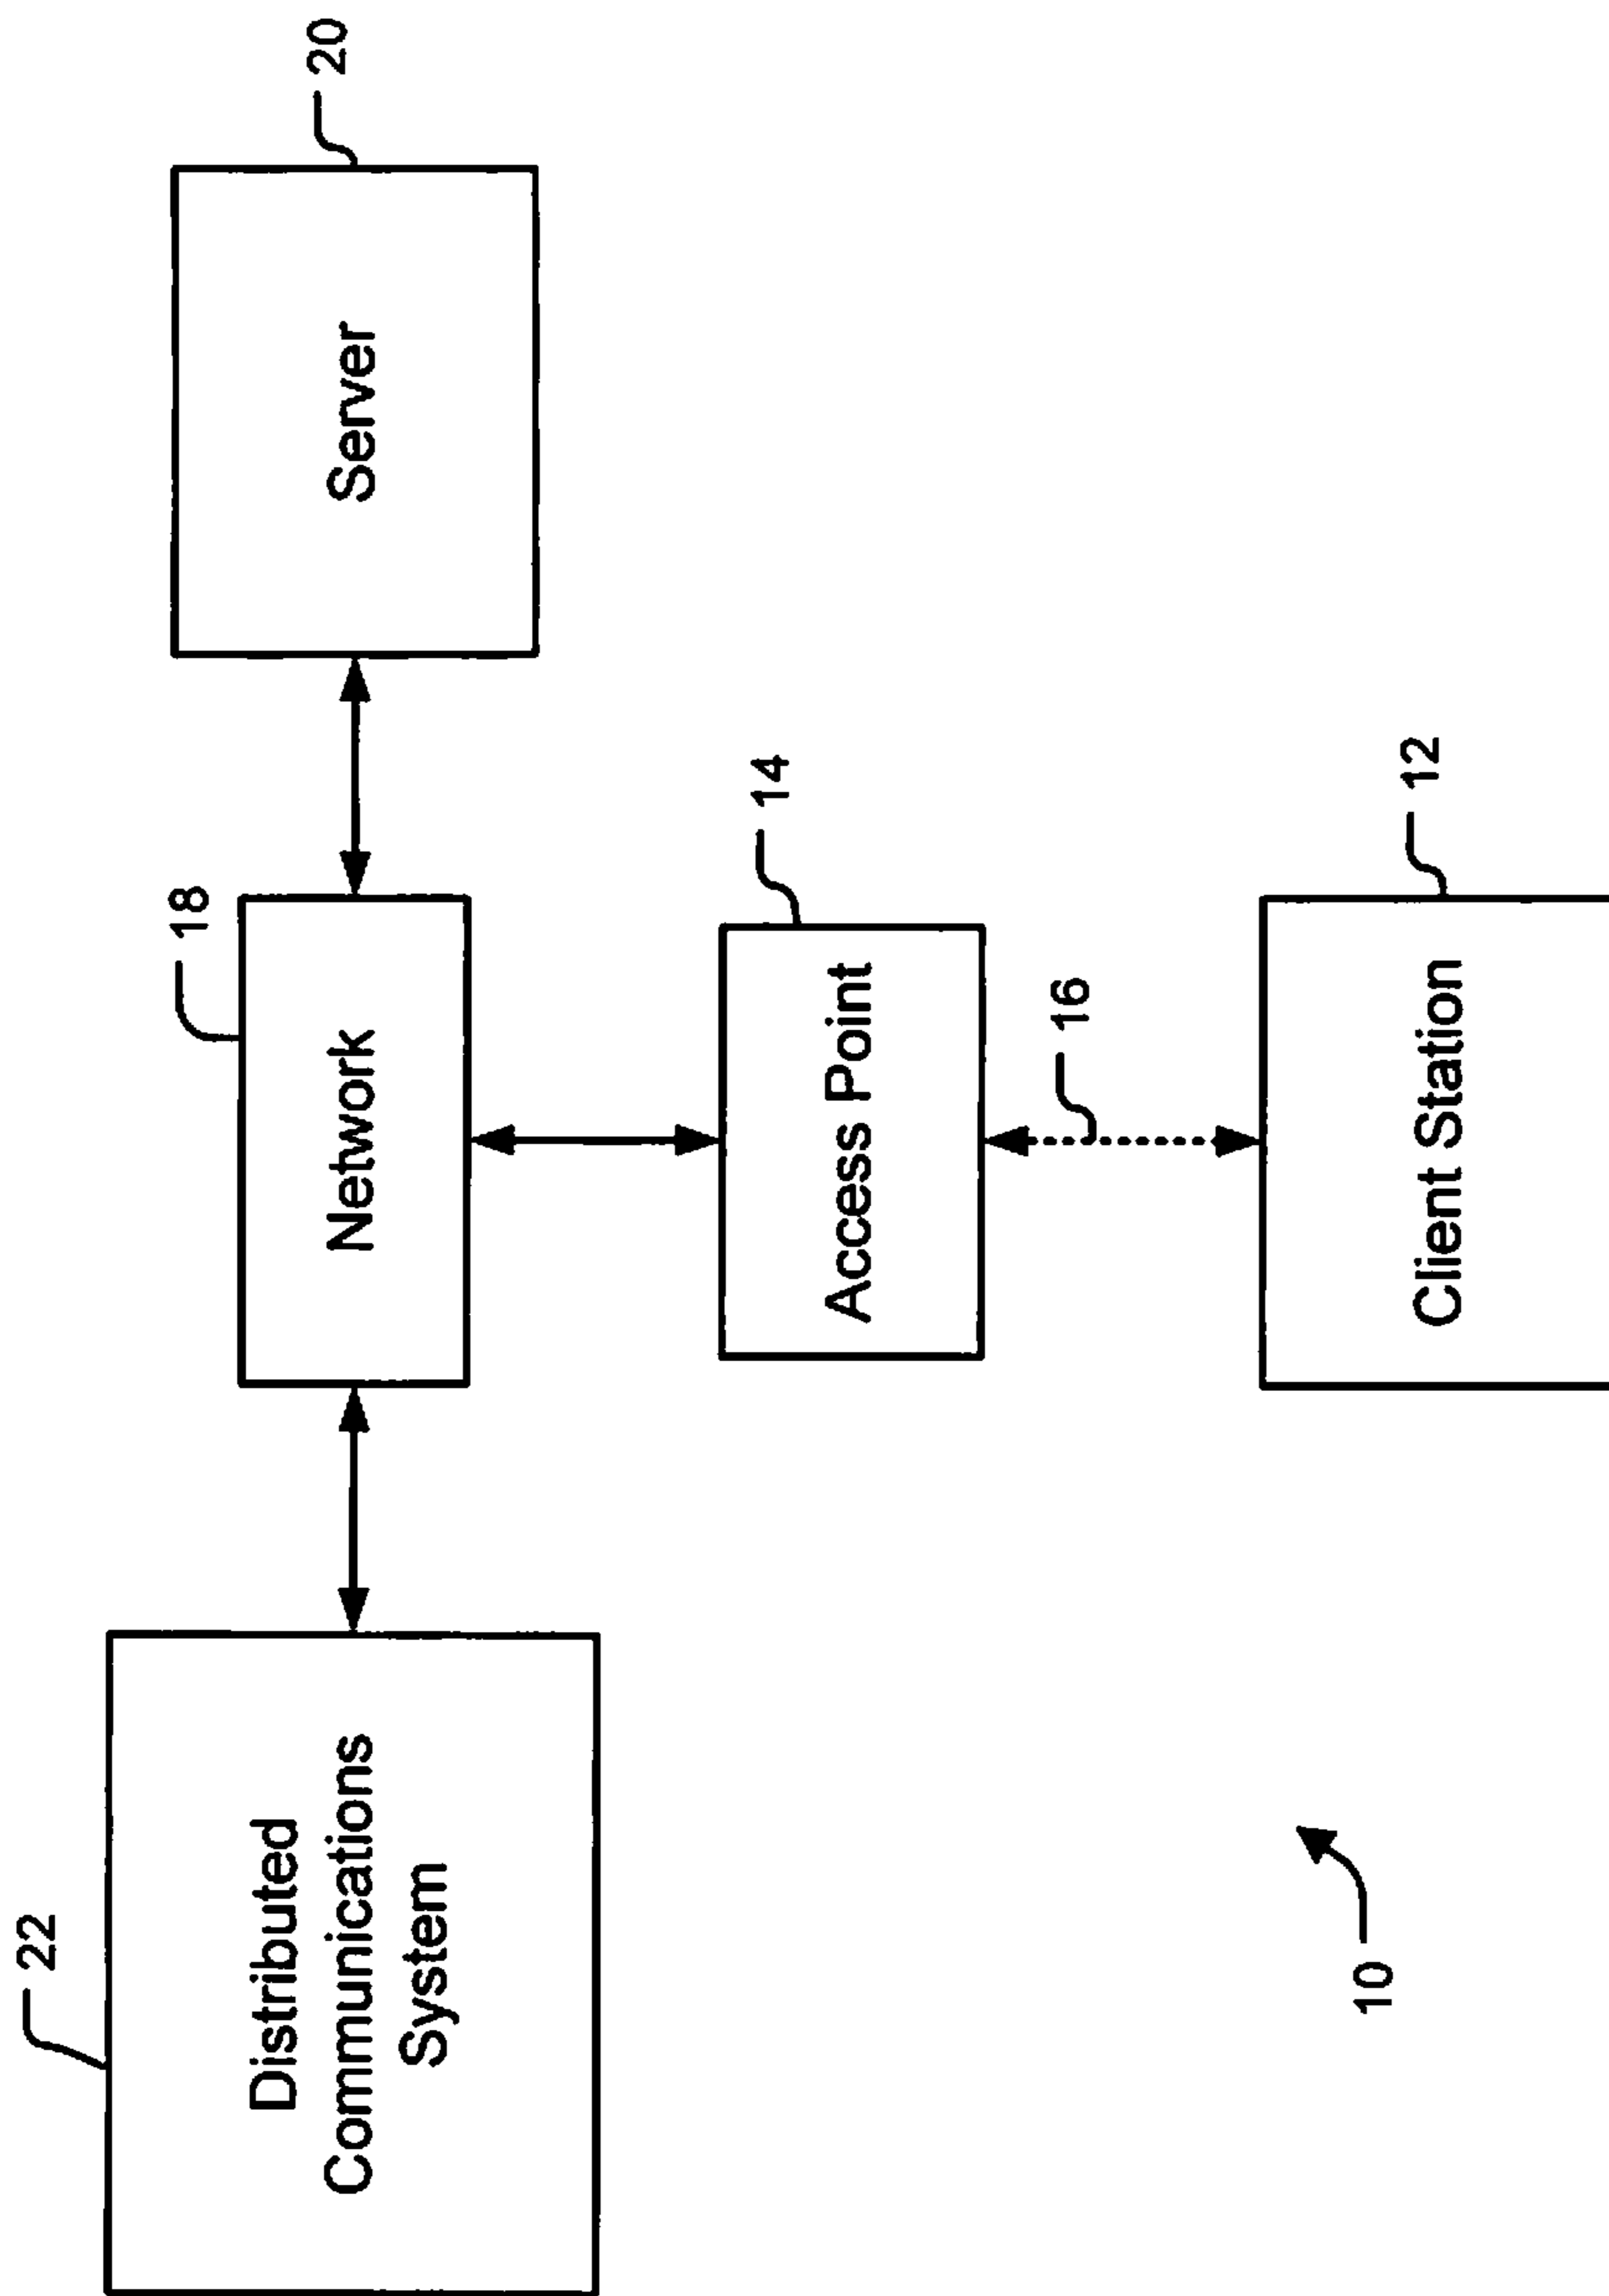 22
Distributed
Communications
System
18
Network
20
Server
14
Access Point
16
12
Client Station
10